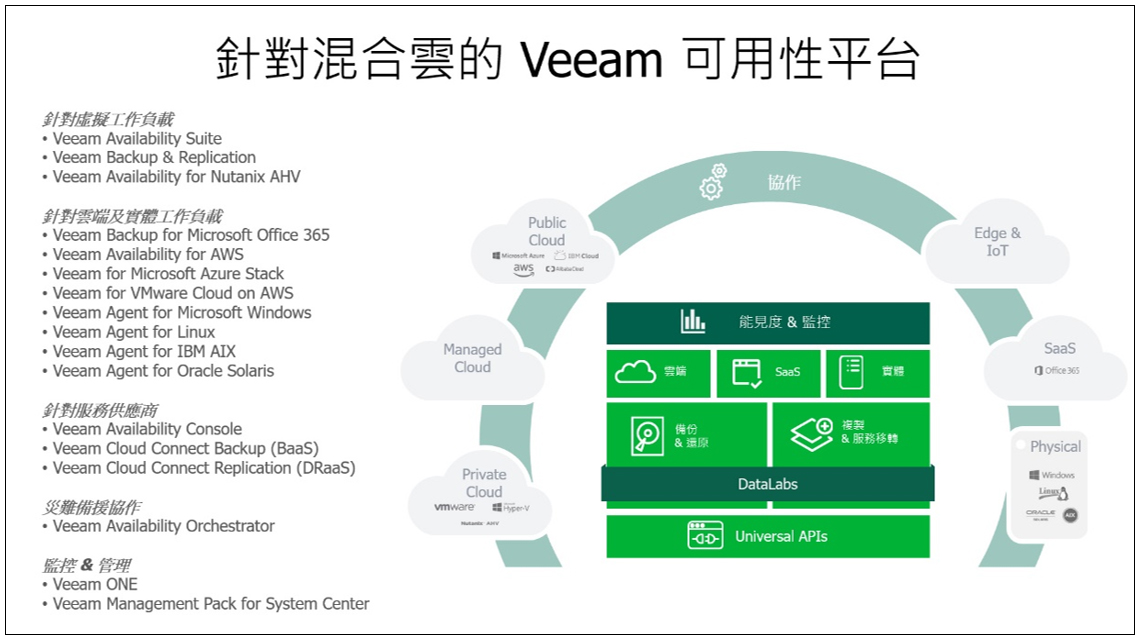 針對混合雲的 Veeam 可用性平台
針對虛擬工作負載
• Veeam Availability Suite
• Veeam Backup & Replication
• Veeam Availability for Nutanix AHV
針對雲端及實體工作負載
• Veeam Backup for Microsoft Office 365
• Veeam Availability for AWS
• Veeam for Microsoft Azure Stack
• Veeam for VMware Cloud on AWS
• Veeam Agent for Microsoft Windows
• Veeam Agent for Linux
• Veeam Agent for IBM AIX
• Veeam Agent for Oracle Solaris
針對服務供應商
• Veeam Availability Console
• Veeam Cloud Connect Backup (BaaS)
• Veeam Cloud Connect Replication (DRaaS)
災難備援協作
• Veeam Availability Orchestrator
監控 & 管理
• Veeam ONE
• Veeam Management Pack for System Center
協作
Public
Cloud
Microsoft Azure
IBM Cloud
aws
Alibaba Cloud
Managed
Cloud
Private
Cloud
vmware
Microsoft
Hyper-V
Nutanix AHV
Edge &
IoT
SaaS
Office 365
Physical
Windows
Linux
ORACLE
SOLARIS
AIX
能見度 & 監控
雲端
SaaS
實體
備份
& 還原
複製
& 服務移轉
DataLabs
Universal APIs